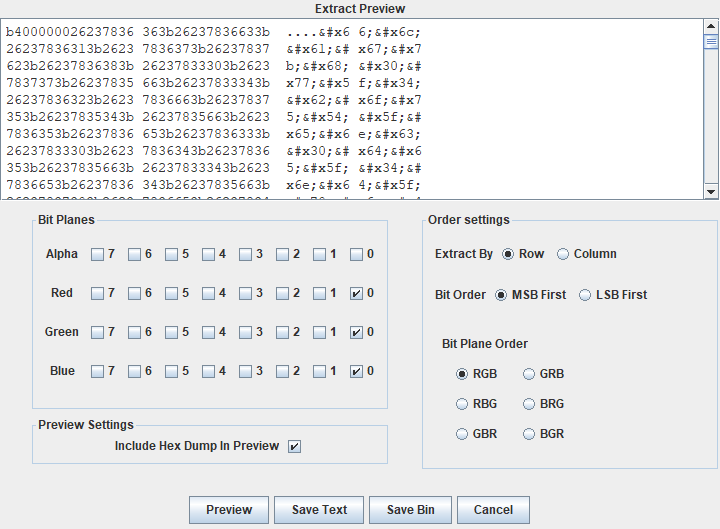 Extract Preview
b400000026237836 363b26237836633b ....&#x6 6;&#x6c;
26237836313b2623 7836373b26237837 &#x61;&# x67;&#x7
623b26237836383b 26237833303b2623 b;&#x68; &#x30;&#
7837373b26237835 663b26237833343b x77;&#x5 f;&#x34;
26237836323b2623 7836663b26237837 &#x62;&# x6f;&#x7
353b26237835343b 26237835663b2623 5;&#x54; &#x5f;&#
7836353b26237836 653b26237836333b x65;&#x6 e;&#x63;
26237833303b2623 7836343b26237836 &#x30;&# x64;&#x6
353b26237835663b 26237833343b2623 5;&#x5f; &#x34;&#
7836653b26237836 343b26237835663b x6e;&#x6 4;&#x5f;
Bit Planes
Alpha 7 6 5 4 3 2 1 0
Red 7 6 5 4 3 2 1 0
Green 7 6 5 4 3 2 1 0
Blue 7 6 5 4 3 2 1 0
Preview Settings
Include Hex Dump In Preview
Order settings
Extract By Row Column
Bit Order MSB First LSB First
Bit Plane Order
RGB GRB
RBG BRG
GBR BGR
Preview Save Text Save Bin Cancel